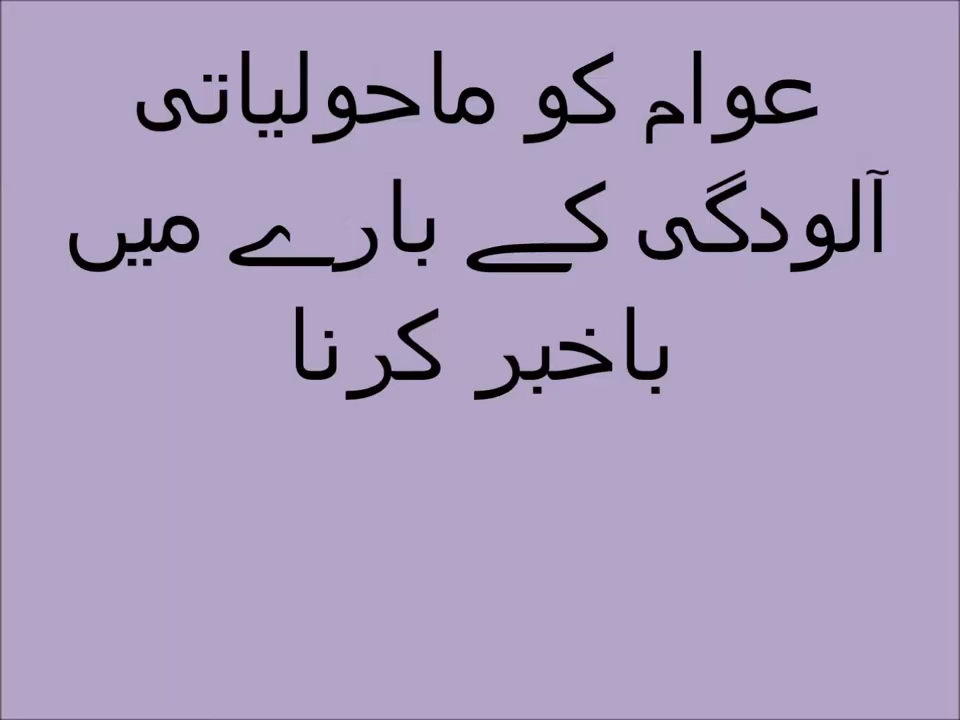 عوام کو ماحولیاتی
آلودگی کے بارے میں
باخبر کرنا